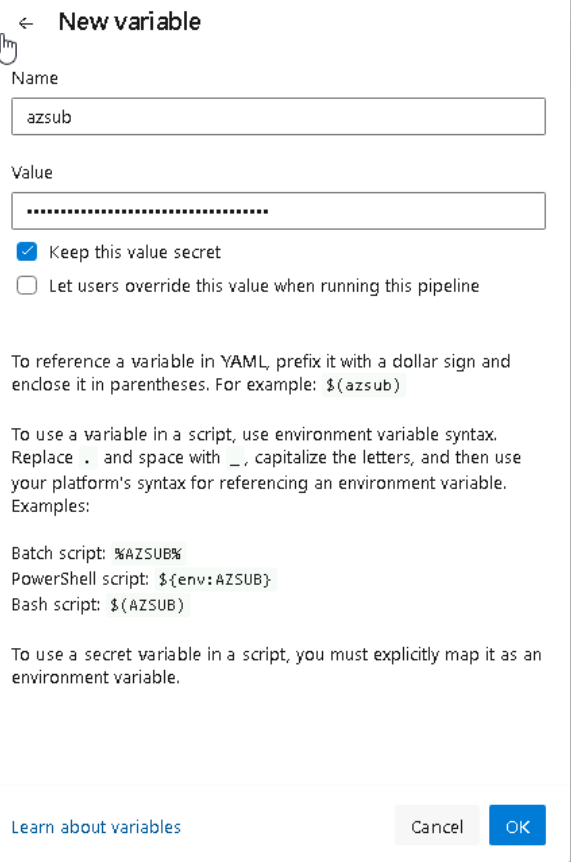 ← New variable
Name
azsub
Value
••••••••••••••••••••••••••••••••••••
Keep this value secret
Let users override this value when running this pipeline
To reference a variable in YAML, prefix it with a dollar sign and
enclose it in parentheses. For example: $(azsub)
To use a variable in a script, use environment variable syntax.
Replace . and space with _, capitalize the letters, and then use
your platform's syntax for referencing an environment variable.
Examples:
Batch script: %AZSUB%
PowerShell script: ${env:AZSUB}
Bash script: $(AZSUB)
To use a secret variable in a script, you must explicitly map it as an
environment variable.
Learn about variables
Cancel
OK